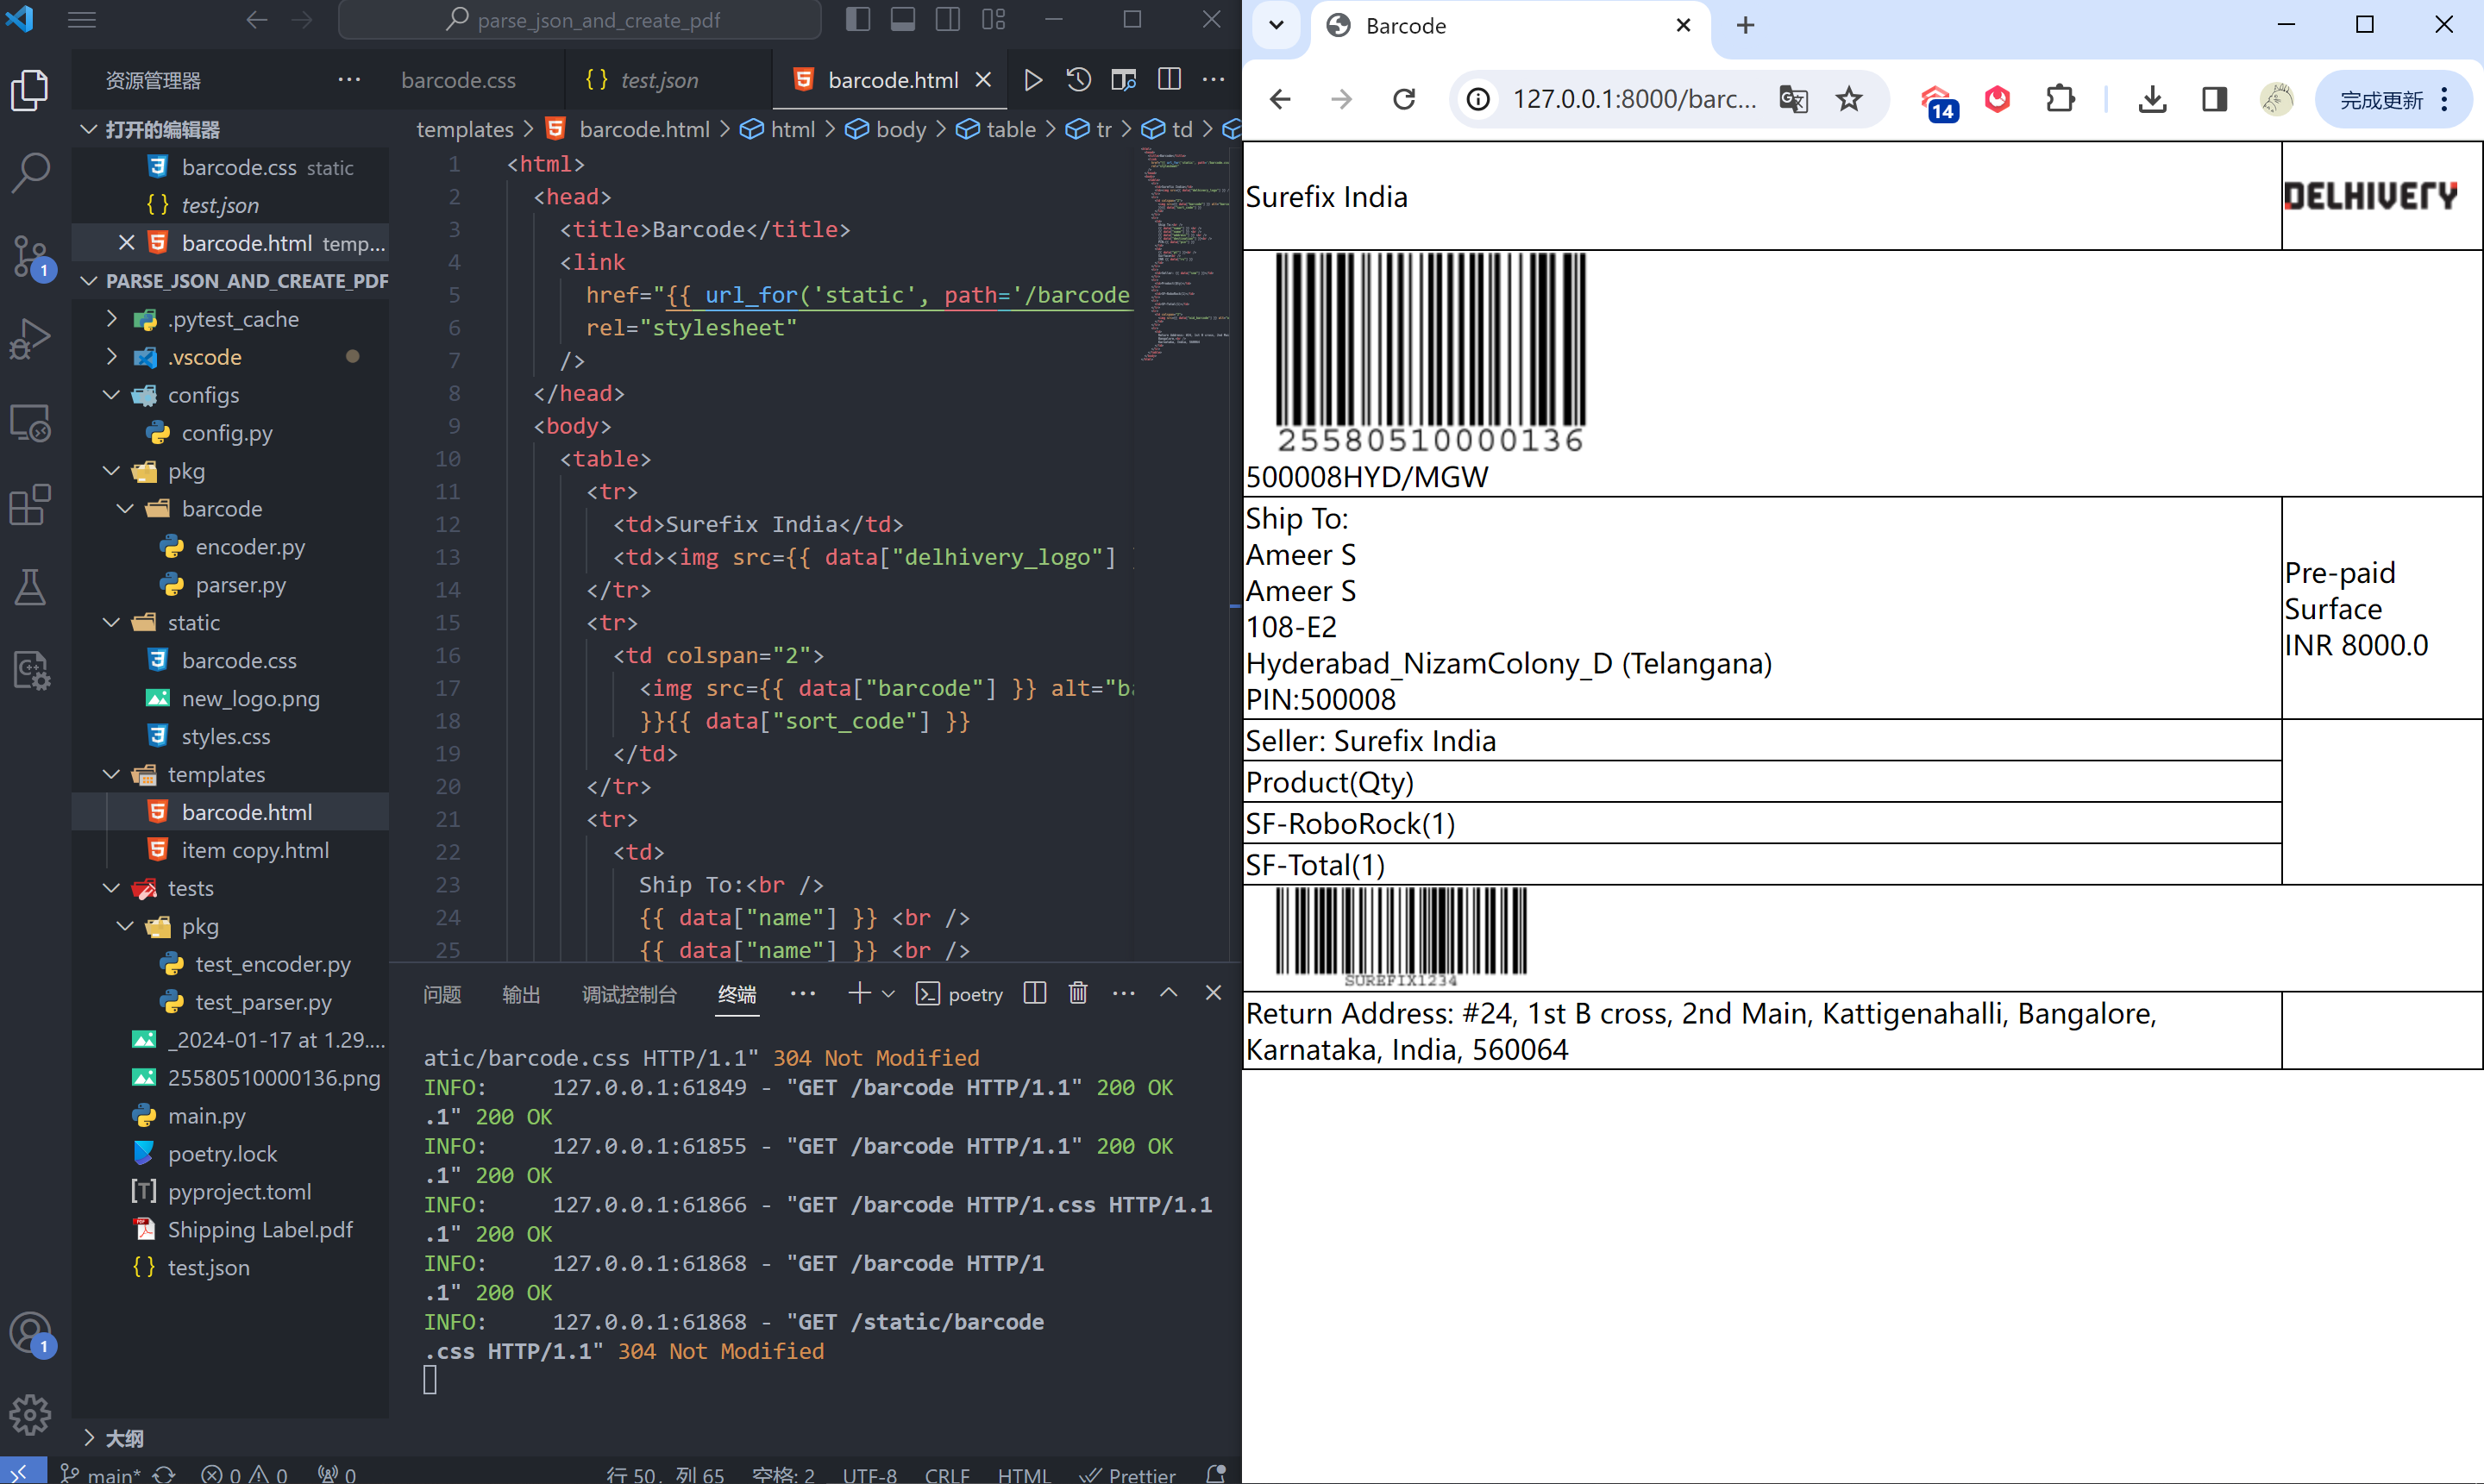 parse_json_and_create_pdf
资源管理器
barcode.css
test.json
barcode.html
打开的编辑器
barcode.css static
test.json
barcode.html temp...
PARSE_JSON_AND_CREATE_PDF
.pytest_cache
.vscode
configs
config.py
pkg
barcode
encoder.py
parser.py
static
barcode.css
new_logo.png
styles.css
templates
barcode.html
item copy.html
tests
pkg
test_encoder.py
test_parser.py
_2024-01-17 at 1.29....
25580510000136.png
main.py
poetry.lock
pyproject.toml
Shipping Label.pdf
test.json
大纲
1
1
templates > barcode.html > html > body > table > tr > td >
1 <html>
2 <head>
3 <title>Barcode</title>
4 <link
5 href="{{ url_for('static', path='/barcode
6 rel="stylesheet"
7 />
8 </head>
9 <body>
10 <table>
11 <tr>
12 <td>Surefix India</td>
13 <td><img src={{ data["delhivery_logo"] }
14 </tr>
15 <tr>
16 <td colspan="2">
17 <img src={{ data["barcode"] }} alt="ba
18 }}{{ data["sort_code"] }}
19 </td>
20 </tr>
21 <tr>
22 <td>
23 Ship To:<br />
24 {{ data["name"] }} <br />
25 {{ data["name"] }} <br />
问题 输出 调试控制台 终端 ... poetry
atic/barcode.css HTTP/1.1" 304 Not Modified
INFO: 127.0.0.1:61849 - "GET /barcode HTTP/1.1" 200 OK
.1" 200 OK
INFO: 127.0.0.1:61855 - "GET /barcode HTTP/1.1" 200 OK
.1" 200 OK
INFO: 127.0.0.1:61866 - "GET /barcode HTTP/1.css HTTP/1.1
.1" 200 OK
INFO: 127.0.0.1:61868 - "GET /barcode HTTP/1
.1" 200 OK
INFO: 127.0.0.1:61868 - "GET /static/barcode
.css HTTP/1.1" 304 Not Modified
main* 0 0 0 行 50，列 65 空格: 2 UTF-8 CRLF HTML Prettier
Barcode
127.0.0.1:8000/barc...
14
完成更新
Surefix India
DELHIVERY
25580510000136
500008HYD/MGW
Ship To:
Ameer S
Ameer S
108-E2
Hyderabad_NizamColony_D (Telangana)
PIN:500008
Pre-paid
Surface
INR 8000.0
Seller: Surefix India
Product(Qty)
SF-RoboRock(1)
SF-Total(1)
SUREFIX1234
Return Address: #24, 1st B cross, 2nd Main, Kattigenahalli, Bangalore,
Karnataka, India, 560064